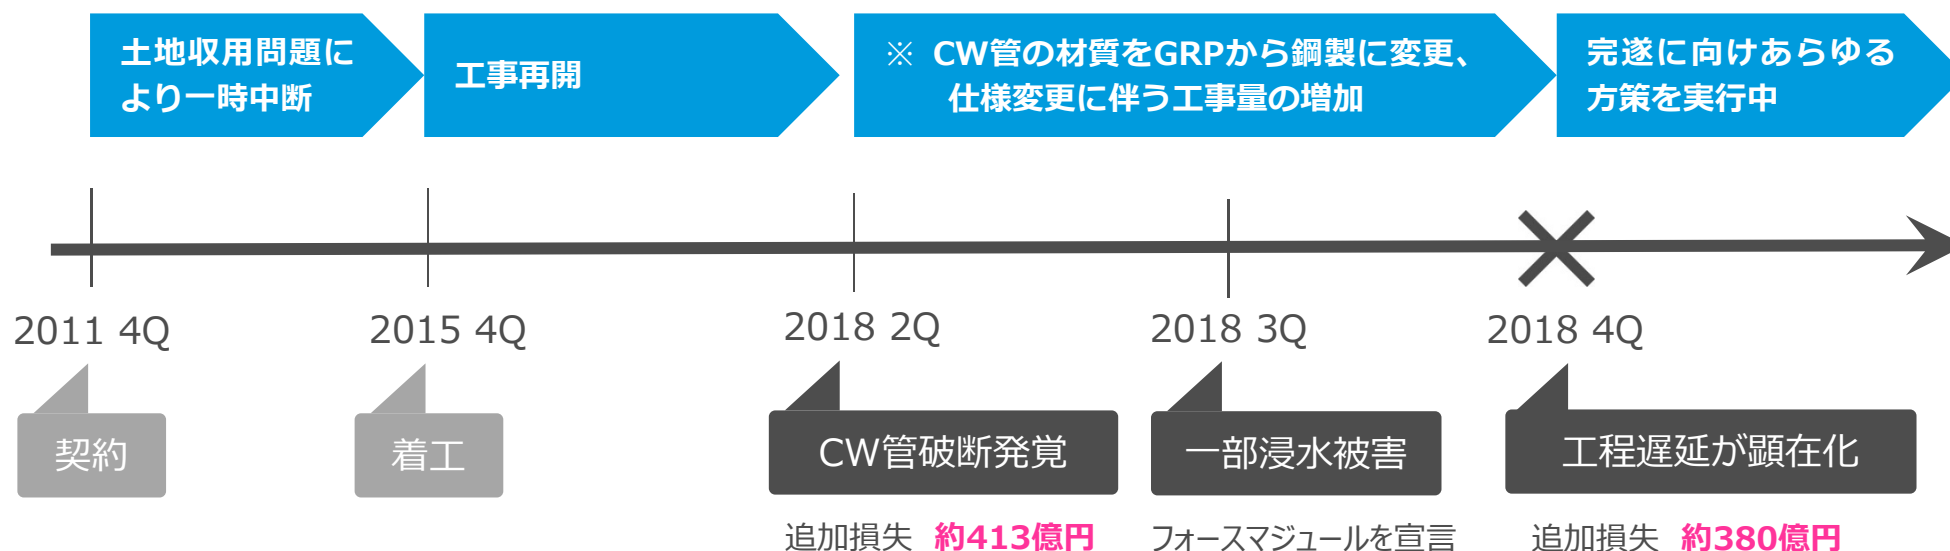 土地収用問題に
より一時中断
工事再開
※ CW管の材質をGRPから鋼製に変更、
仕様変更に伴う工事量の増加
完遂に向けあらゆる
方策を実行中
2011 4Q
2015 4Q
2018 2Q
2018 3Q
2018 4Q
契約
着工
CW管破断発覚
一部浸水被害
工程遅延が顕在化
追加損失 約413億円
フォースマジュールを宣言
追加損失 約380億円